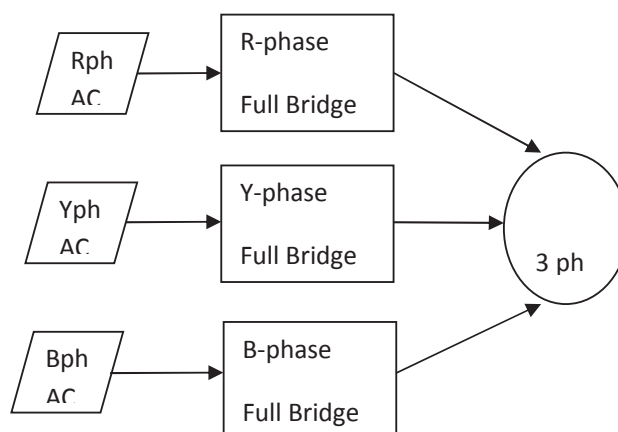 Rph
AC
R-phase
Full Bridge
Yph
AC
Y-phase
Full Bridge
3 ph
Bph
AC
B-phase
Full Bridge